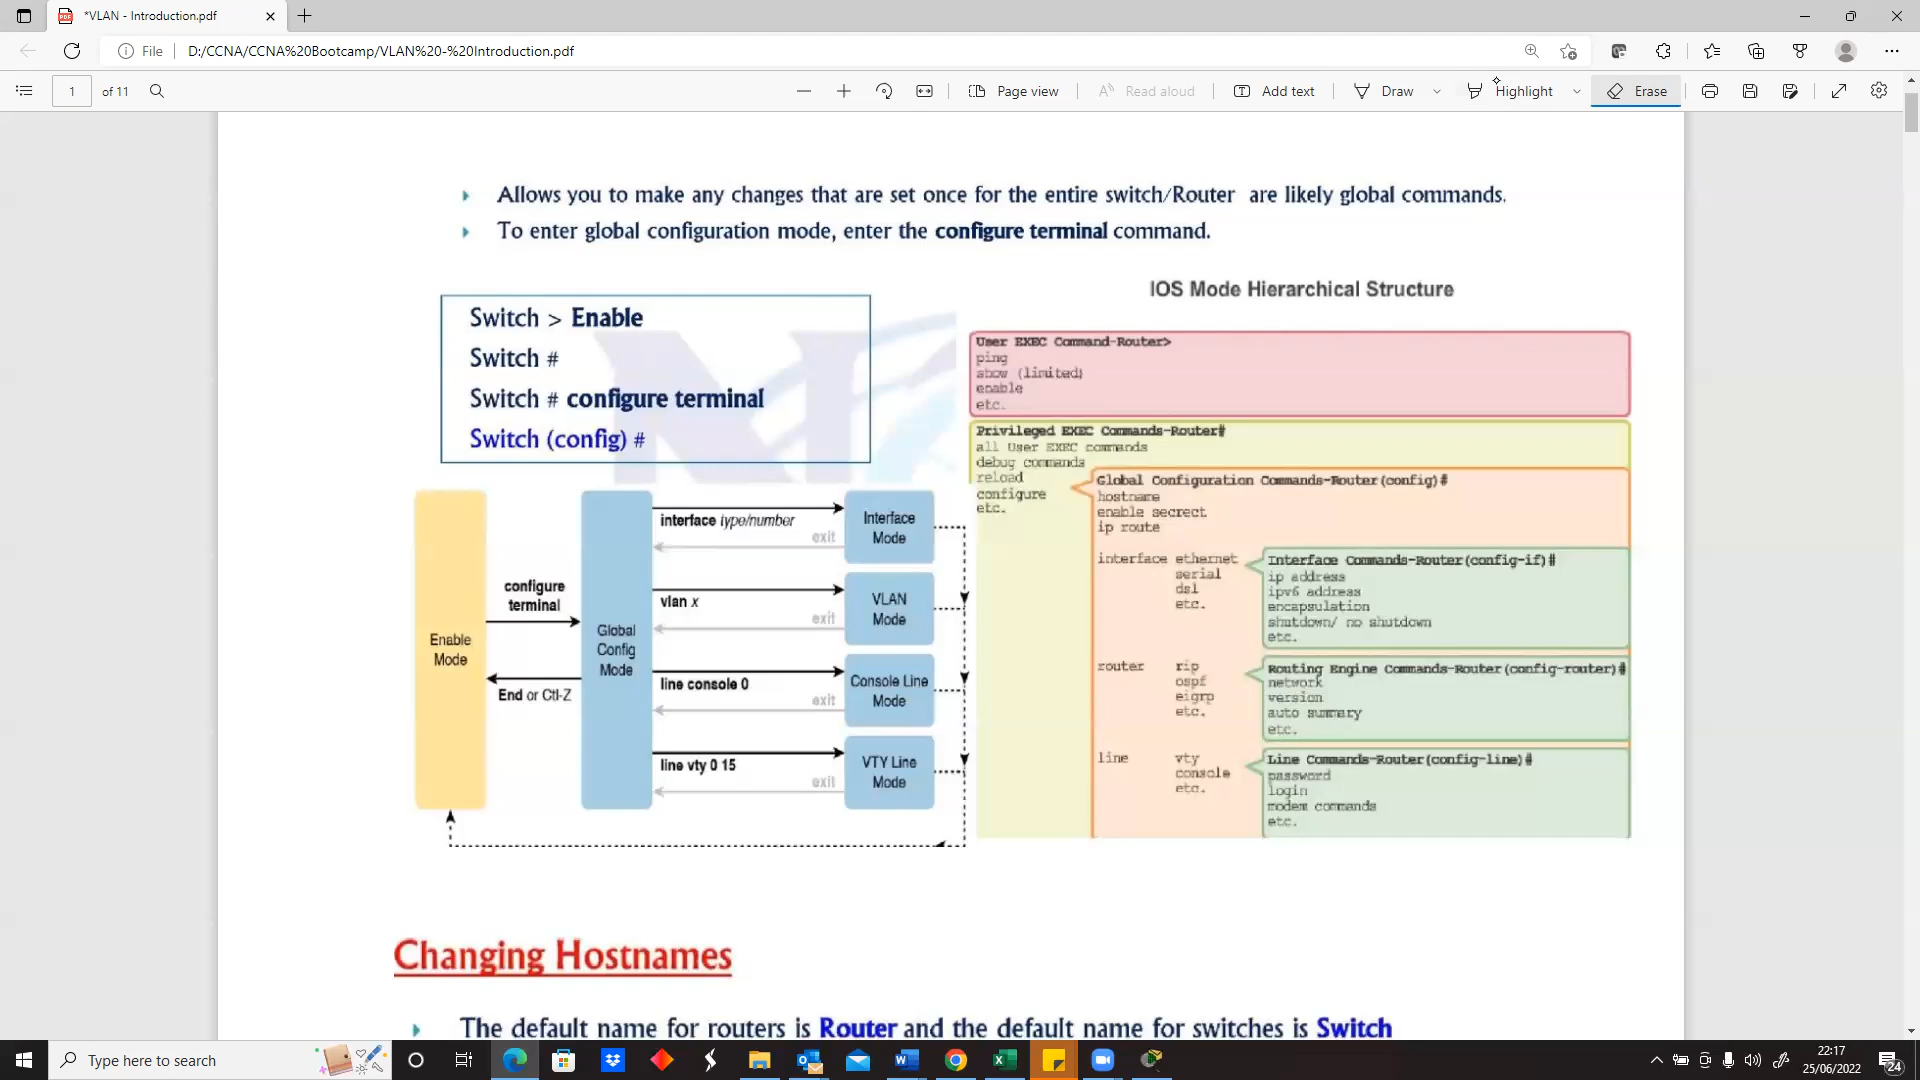 *VLAN - Introduction.pdf
File
D:/CCNA/CCNA%20Bootcamp/VLAN%20-%20Introduction.pdf
1 of 11
Page view
Read aloud
Add text
Draw
Highlight
Erase
Allows you to make any changes that are set once for the entire switch/Router are likely global commands.
To enter global configuration mode, enter the configure terminal command.
Switch > Enable
Switch #
Switch # configure terminal
Switch (config) #
IOS Mode Hierarchical Structure
User EXEC Command-Router>
ping
show (limited)
enable
etc.
Privileged EXEC Commands-Router#
all User EXEC commands
debug commands
reload
configure
etc.
Global Configuration Commands-Router(config)#
hostname
enable secrect
ip route
interface ethernet
serial
dsl
etc.
Interface Commands-Router(config-if)#
ip address
ipv6 address
encapsulation
shutdown/ no shutdown
etc.
router rip
ospf
eigrp
etc.
Routing Engine Commands-Router(config-router)#
network
version
auto summary
etc.
line vty
console
etc.
Line Commands-Router(config-line)#
password
login
modem commands
etc.
Enable
Mode
configure
terminal
End or Ctl-Z
Global
Config
Mode
interface type/number
exit
Interface
Mode
vlan x
exit
VLAN
Mode
line console 0
exit
Console Line
Mode
line vty 0 15
exit
VTY Line
Mode
Changing Hostnames
The default name for routers is Router and the default name for switches is Switch
Type here to search
22:17
25/06/2022
24